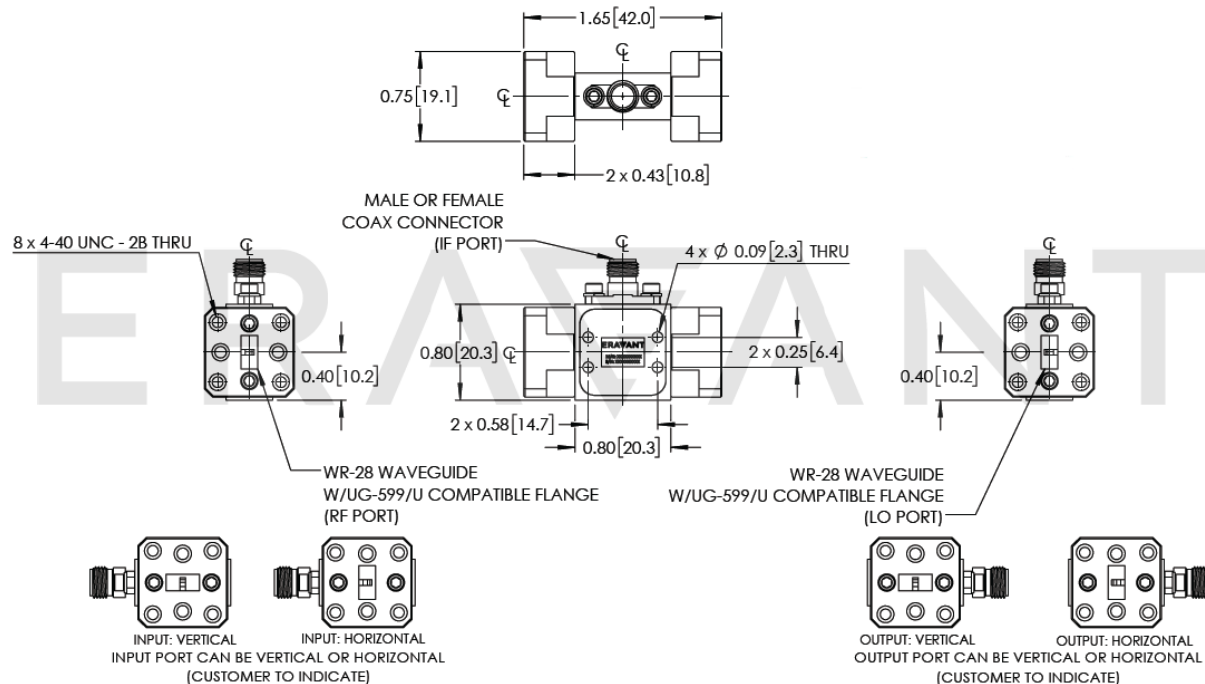 1.65[42.0]
℄
0.75[19.1]
℄
2 x 0.43[10.8]
MALE OR FEMALE
COAX CONNECTOR
(IF PORT)
8 x 4-40 UNC - 2B THRU
℄
℄
4 x Ø 0.09[2.3] THRU
℄
ERAVANT
0.40[10.2]
0.80[20.3]
℄
ERAVANT
2 x 0.25[6.4]
0.40[10.2]
2 x 0.58[14.7]
0.80[20.3]
WR-28 WAVEGUIDE
W/UG-599/U COMPATIBLE FLANGE
(RF PORT)
WR-28 WAVEGUIDE
W/UG-599/U COMPATIBLE FLANGE
(LO PORT)
INPUT: VERTICAL
INPUT: HORIZONTAL
INPUT PORT CAN BE VERTICAL OR HORIZONTAL
(CUSTOMER TO INDICATE)
OUTPUT: VERTICAL
OUTPUT: HORIZONTAL
OUTPUT PORT CAN BE VERTICAL OR HORIZONTAL
(CUSTOMER TO INDICATE)